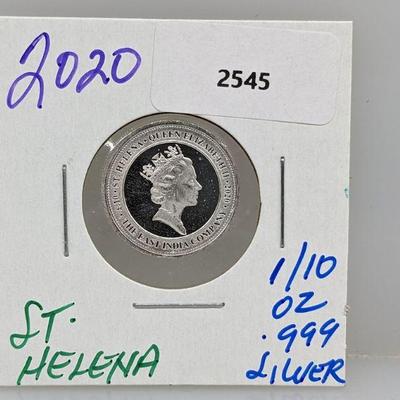 2020
2545
ST. HELENA • QUEEN ELIZABETH II • 2020
THE EAST INDIA COMPANY
1/10
OZ
.999
SILVER
ST.
HELENA